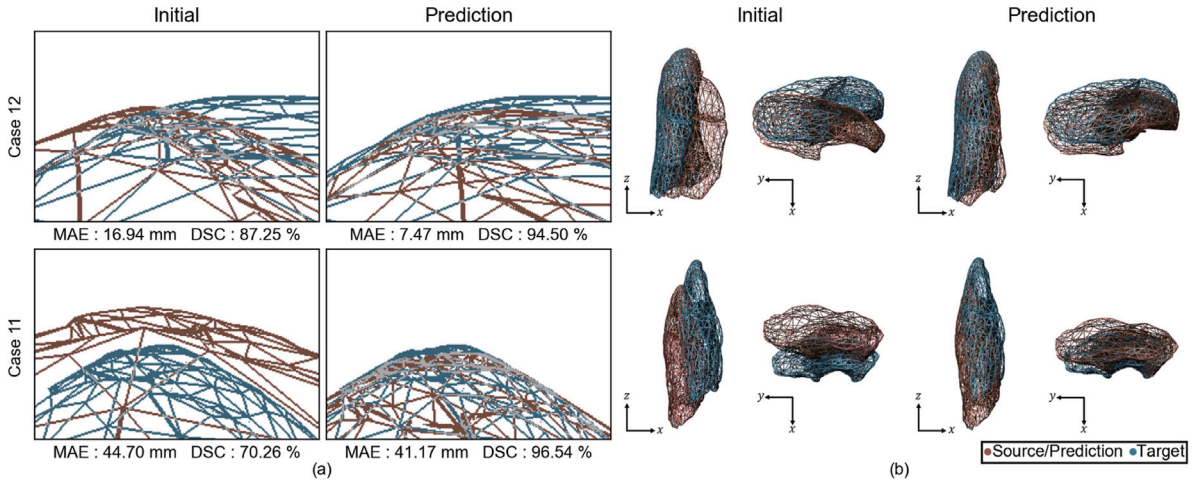 Initial Prediction Initial Prediction
Case 12
z x y x z x y x
MAE : 16.94 mm DSC : 87.25 % MAE : 7.47 mm DSC : 94.50 %
Case 11
z x y x z x y x
MAE : 44.70 mm DSC : 70.26 % MAE : 41.17 mm DSC : 96.54 %
Source/Prediction Target
(a) (b)